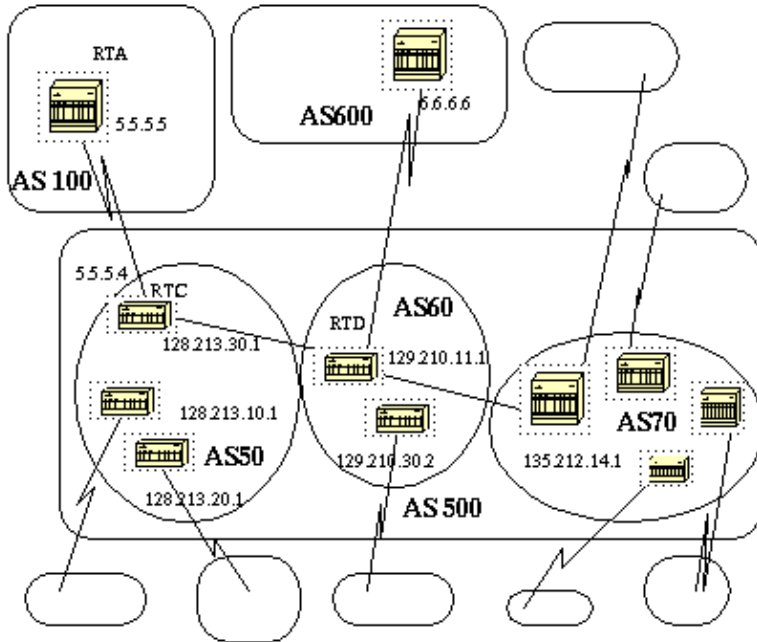 RTA
5.5.5.5
AS 100
AS600
6.6.6.6
5.5.5.4
RTC
128.213.30.1
128.213.10.1
AS50
128.213.20.1
RTD
AS60
129.210.11.1
129.210.30.2
AS70
135.212.14.1
AS 500